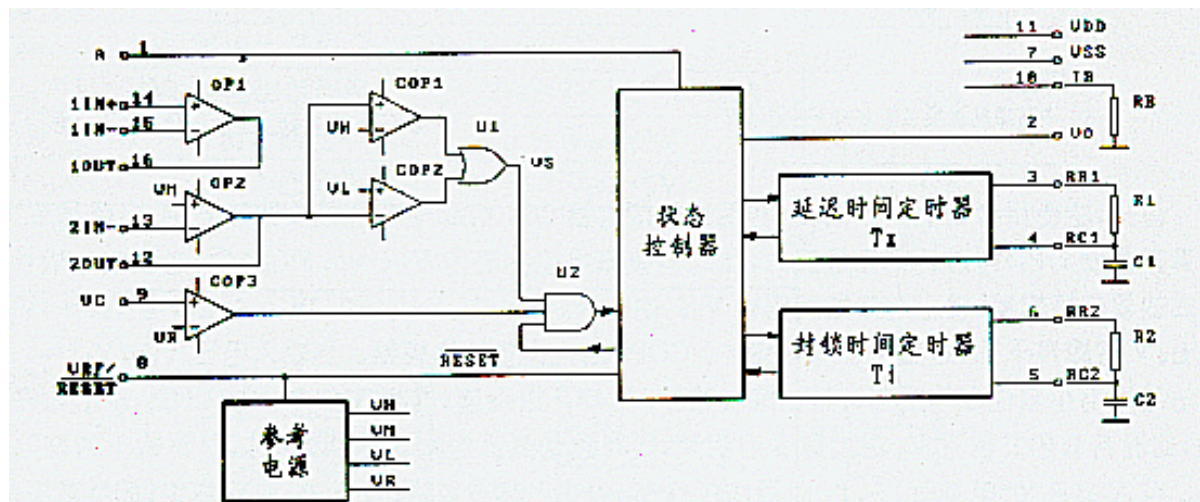 A 1
OP1
1IN+ 14
1IN- 15
1OUT 16
VM
OP2
2IN- 13
2OUT 12
VC 9
COP3
VR
VRF/ 8
RESET
COP1
VH
COP2
VL
U1
VS
U2
RESET
参考
电源
VH
VM
VL
VR
状态
控制器
延迟时间定时器
Tx
封锁时间定时器
Ti
11 VDD
7 VSS
10 IB
RB
2 VO
3 RR1
R1
4 RC1
C1
6 RR2
R2
5 RC2
C2